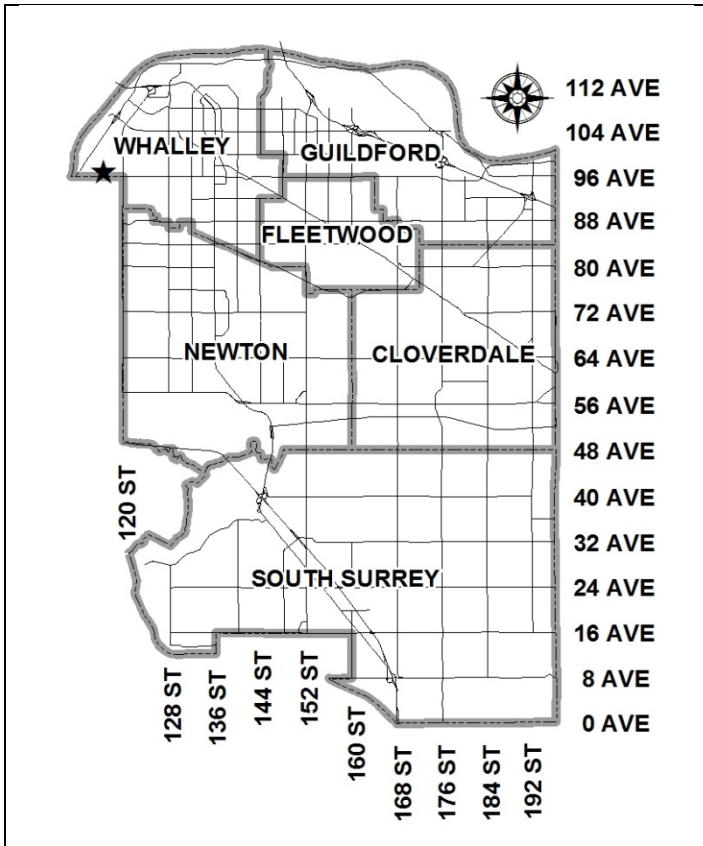 112 AVE
104 AVE
WHALLEY
GUILDFORD
96 AVE
88 AVE
FLEETWOOD
80 AVE
72 AVE
NEWTON
CLOVERDALE
64 AVE
56 AVE
48 AVE
120 ST
40 AVE
32 AVE
SOUTH SURREY
24 AVE
16 AVE
8 AVE
0 AVE
128 ST
136 ST
144 ST
152 ST
160 ST
168 ST
176 ST
184 ST
192 ST